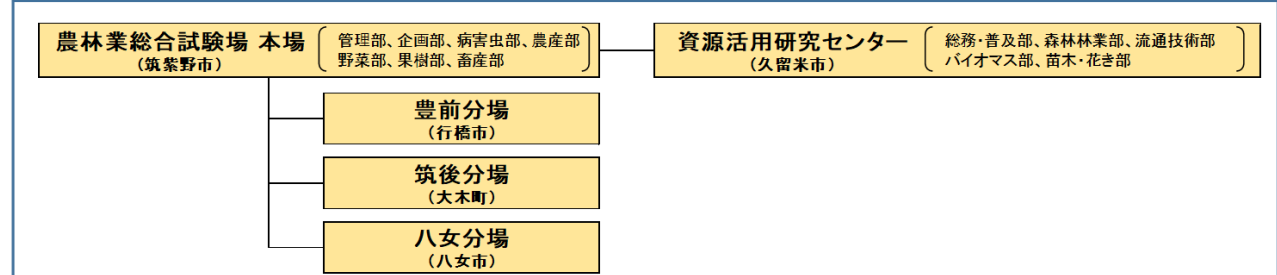 農林業総合試験場 本場
(筑紫野市)
管理部、企画部、病害虫部、農産部
野菜部、果樹部、畜産部
資源活用研究センター
(久留米市)
総務・普及部、森林林業部、流通技術部
バイオマス部、苗木・花き部
豊前分場
(行橋市)
筑後分場
(大木町)
八女分場
(八女市)